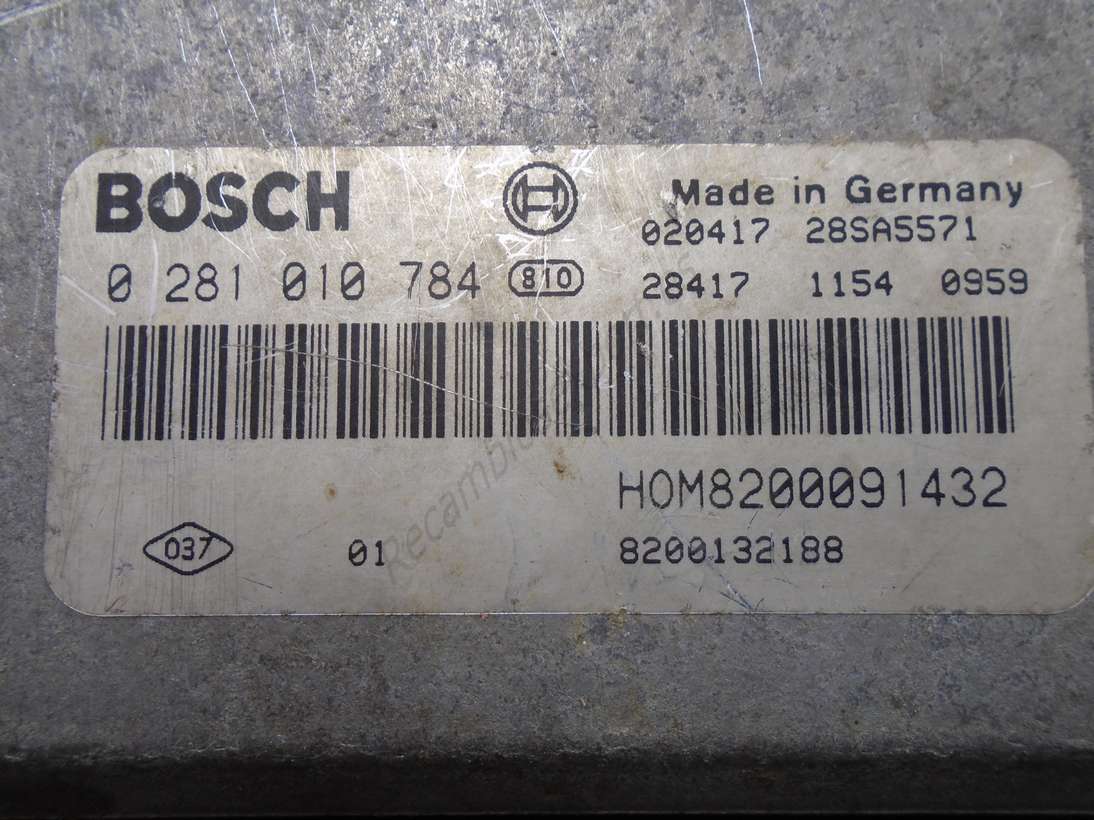 BOSCH Made in Germany
020417 28SA5571
0 281 010 784 810 28417 1154 0959
HOM8200091432
037 01 8200132188